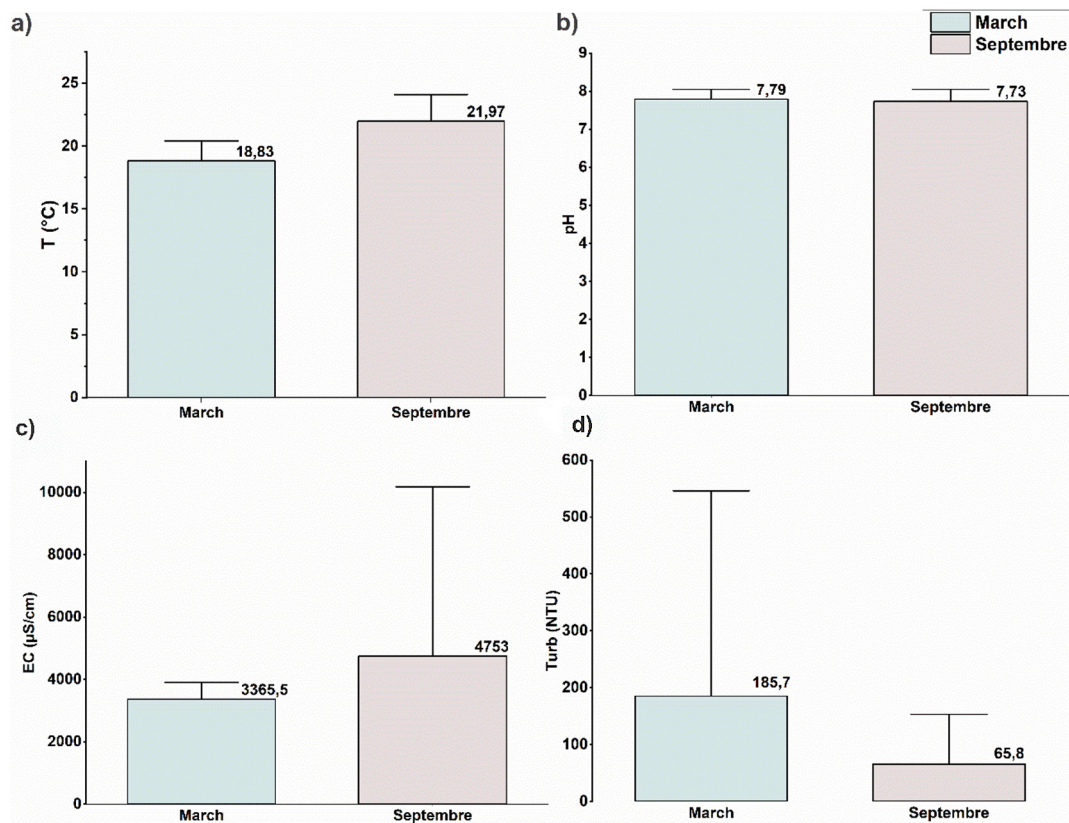 a)
b)
March
Septembre
25
20
15
10
5
0
T (°C)
18,83
21,97
March
Septembre
9
8
7
6
5
4
3
2
1
0
pH
7,79
7,73
March
Septembre
c)
d)
10000
8000
6000
4000
2000
0
EC (µS/cm)
3365,5
4753
March
Septembre
600
500
400
300
200
100
0
Turb (NTU)
185,7
65,8
March
Septembre